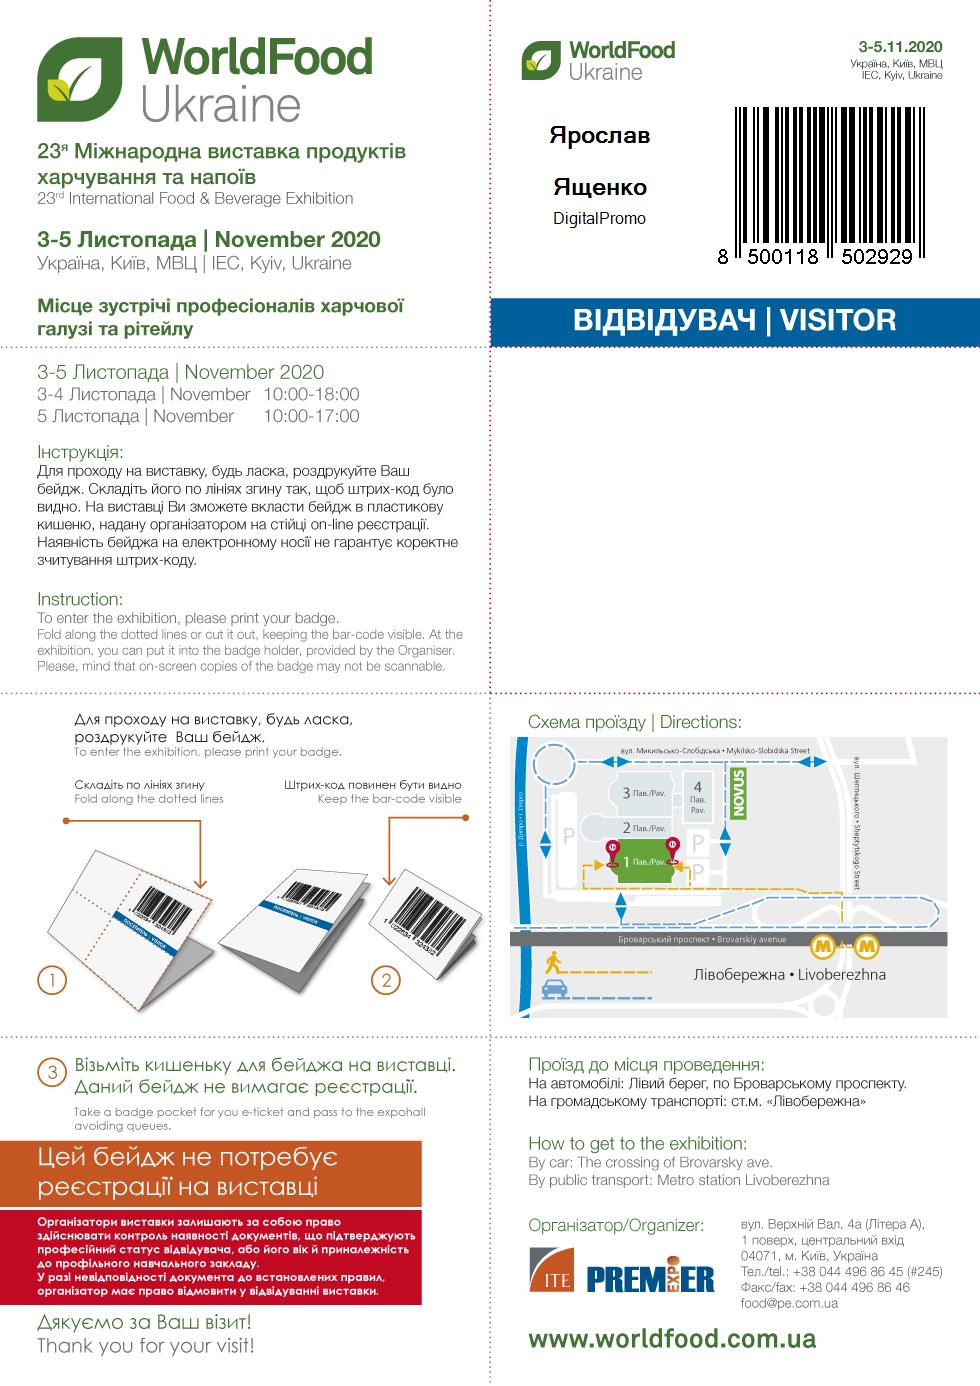 WorldFood
Ukraine
23я Міжнародна виставка продуктів
харчування та напоїв
23rd International Food & Beverage Exhibition
3-5 Листопада | November 2020
Україна, Київ, МВЦ | IEC, Kyiv, Ukraine
Місце зустрічі професіоналів харчової
галузі та рітейлу
WorldFood
Ukraine
3-5.11.2020
Україна, Київ, МВЦ
IEC, Kyiv, Ukraine
Ярослав
Ященко
DigitalPromo
8 500118 502929
ВІДВІДУВАЧ | VISITOR
3-5 Листопада | November 2020
3-4 Листопада | November 10:00-18:00
5 Листопада | November 10:00-17:00
Інструкція:
Для проходу на виставку, будь ласка, роздрукуйте Ваш
бейдж. Складіть його по лініях згину так, щоб штрих-код було
видно. На виставці Ви зможете вкласти бейдж в пластикову
кишеню, надану організатором на стійці on-line реєстрації.
Наявність бейджа на електронному носії не гарантує коректне
зчитування штрих-коду.
Instruction:
To enter the exhibition, please print your badge.
Fold along the dotted lines or cut it out, keeping the bar-code visible. At the
exhibition, you can put it into the badge holder, provided by the Organiser.
Please, mind that on-screen copies of the badge may not be scannable.
Для проходу на виставку, будь ласка,
роздрукуйте Ваш бейдж.
To enter the exhibition, please print your badge.
Складіть по лініях згину
Fold along the dotted lines
Штрих-код повинен бути видно
Keep the bar-code visible
ПОСЕТИТЕЛЬ | VISITOR
ПОСЕТИТЕЛЬ | VISITOR
1
2
Схема проїзду | Directions:
вул. Микильсько-Слобідська • Mykilsko-Slobidska Street
р. Дніпро • r. Dnipro
вул. Шептицького • Sheptytskogo Street
3 Пав./Pav.
4
Пав.
Pav.
NOVUS
2 Пав./Pav.
1 Пав./Pav.
P
P
P
Броварський проспект • Brovarskiy avenue
M M
Лівобережна • Livoberezhna
3
Візьміть кишеньку для бейджа на виставці.
Даний бейдж не вимагає реєстрації.
Take a badge pocket for you e-ticket and pass to the expohall
avoiding queues.
Цей бейдж не потребує
реєстрації на виставці
Організатори виставки залишають за собою право
здійснювати контроль наявності документів, що підтверджують
професійний статус відвідувача, або його вік й приналежність
до профільного навчального закладу.
У разі невідповідності документа до встановлених правил,
організатор має право відмовити у відвідуванні виставки.
Дякуємо за Ваш візит!
Thank you for your visit!
Проїзд до місця проведення:
На автомобілі: Лівий берег, по Броварському проспекту.
На громадському транспорті: ст.м. «Лівобережна»
How to get to the exhibition:
By car: The crossing of Brovarsky ave.
By public transport: Metro station Livoberezhna
Організатор/Organizer:
ITE
PREMIER
EXPO
вул. Верхній Вал, 4а (Літера А),
1 поверх, центральний вхід
04071, м. Київ, Україна
Тел./tel.: +38 044 496 86 45 (#245)
Факс/fax: +38 044 496 86 46
food@pe.com.ua
www.worldfood.com.ua